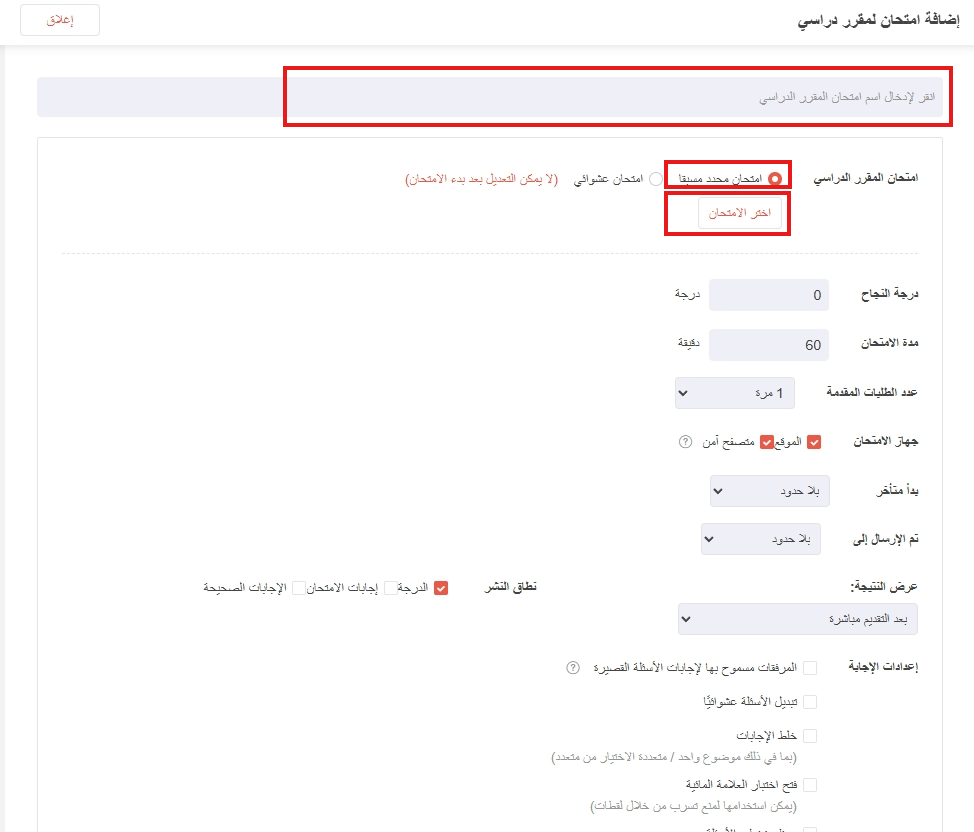 إضافة امتحان لمقرر دراسي
إغلاق
انقر لإدخال اسم امتحان المقرر الدراسي
امتحان المقرر الدراسي امتحان محدد مسبقا امتحان عشوائي (لا يمكن التعديل بعد بدء الامتحان)
اختر الامتحان
درجة النجاح 0 درجة
مدة الامتحان 60 دقيقة
عدد الطلبات المقدمة 1 مرة
جهاز الامتحان الموقع متصفح آمن ?
بدأ متأخر بلا حدود
تم الإرسال إلى بلا حدود
عرض النتيجة: نطاق النشر الدرجة إجابات الامتحان الإجابات الصحيحة
بعد التقديم مباشرة
إعدادات الإجابة المرفقات مسموح بها لإجابات الأسئلة القصيرة ?
تبديل الأسئلة عشوائيًا
خلط الإجابات
(بما في ذلك موضوع واحد / متعددة الاختيار من متعدد)
فتح اختبار العلامة المائية
(يمكن استخدامها لمنع تسرب من خلال لقطات)